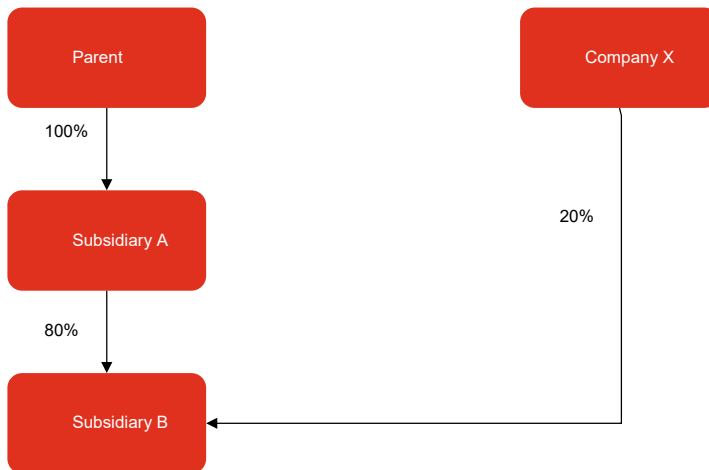 Parent
Company X
100%
Subsidiary A
20%
80%
Subsidiary B